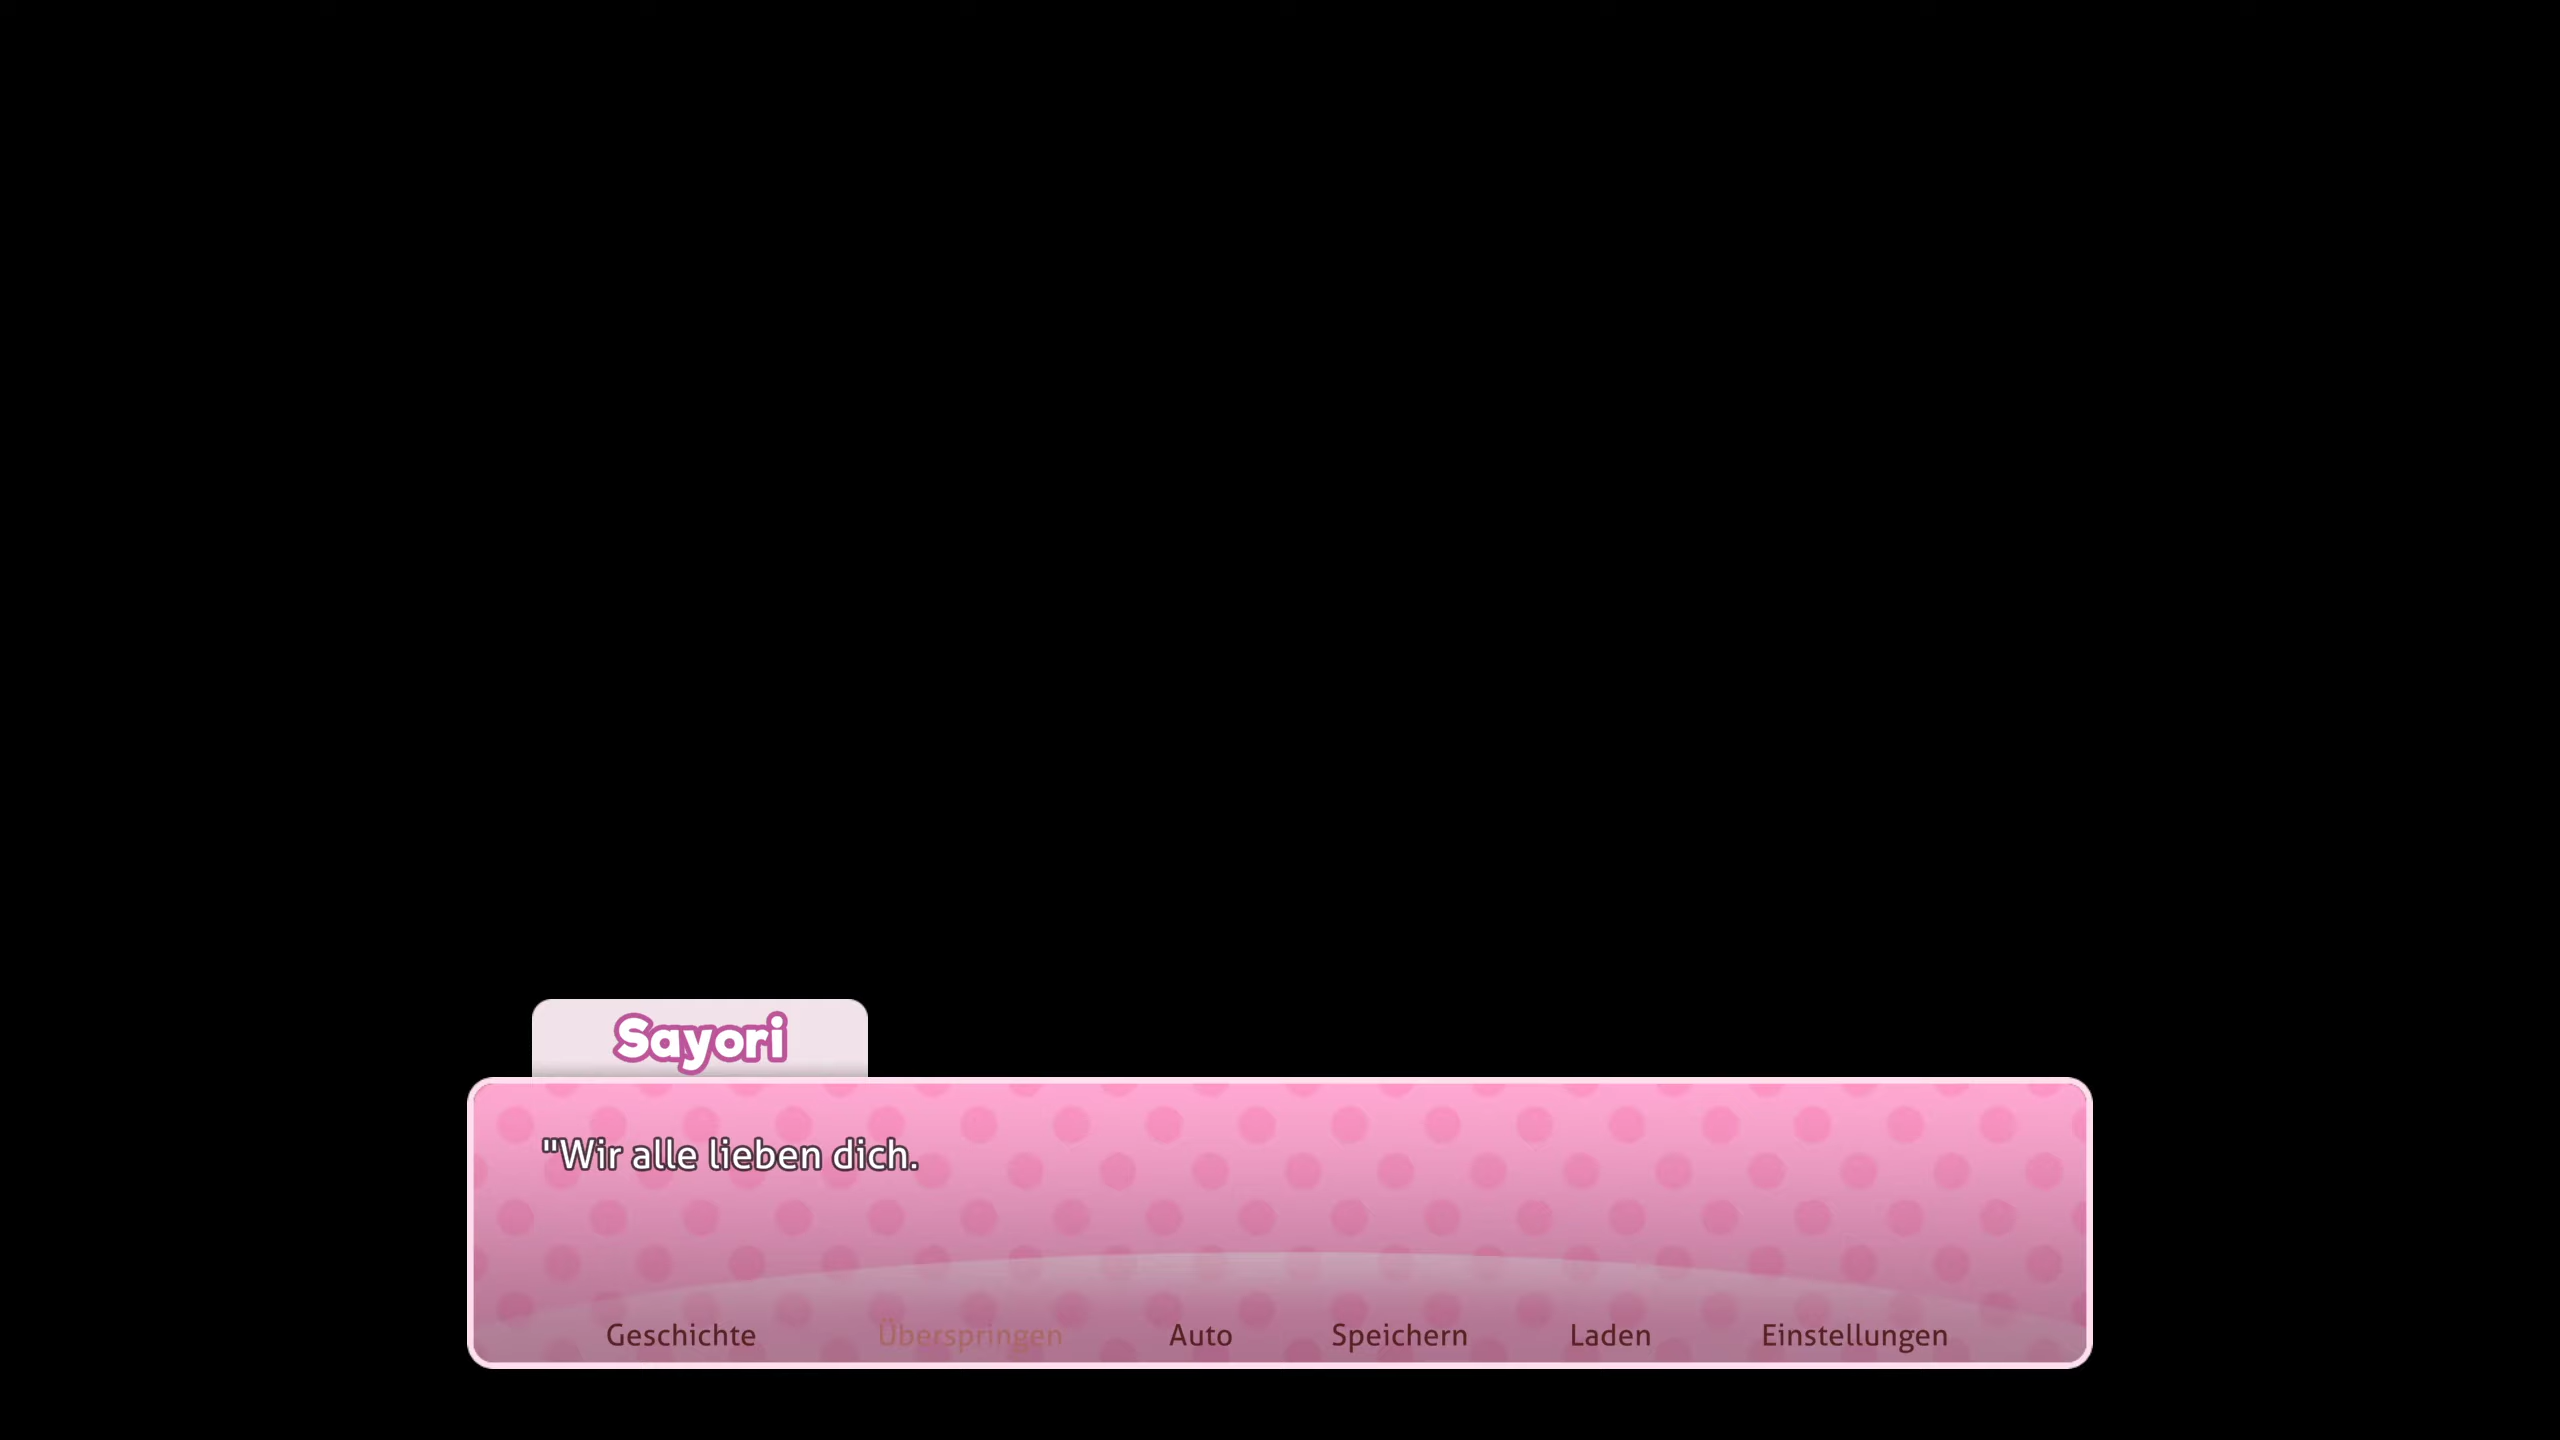 Sayori
"Wir alle lieben dich.
Geschichte Überspringen Auto Speichern Laden Einstellungen